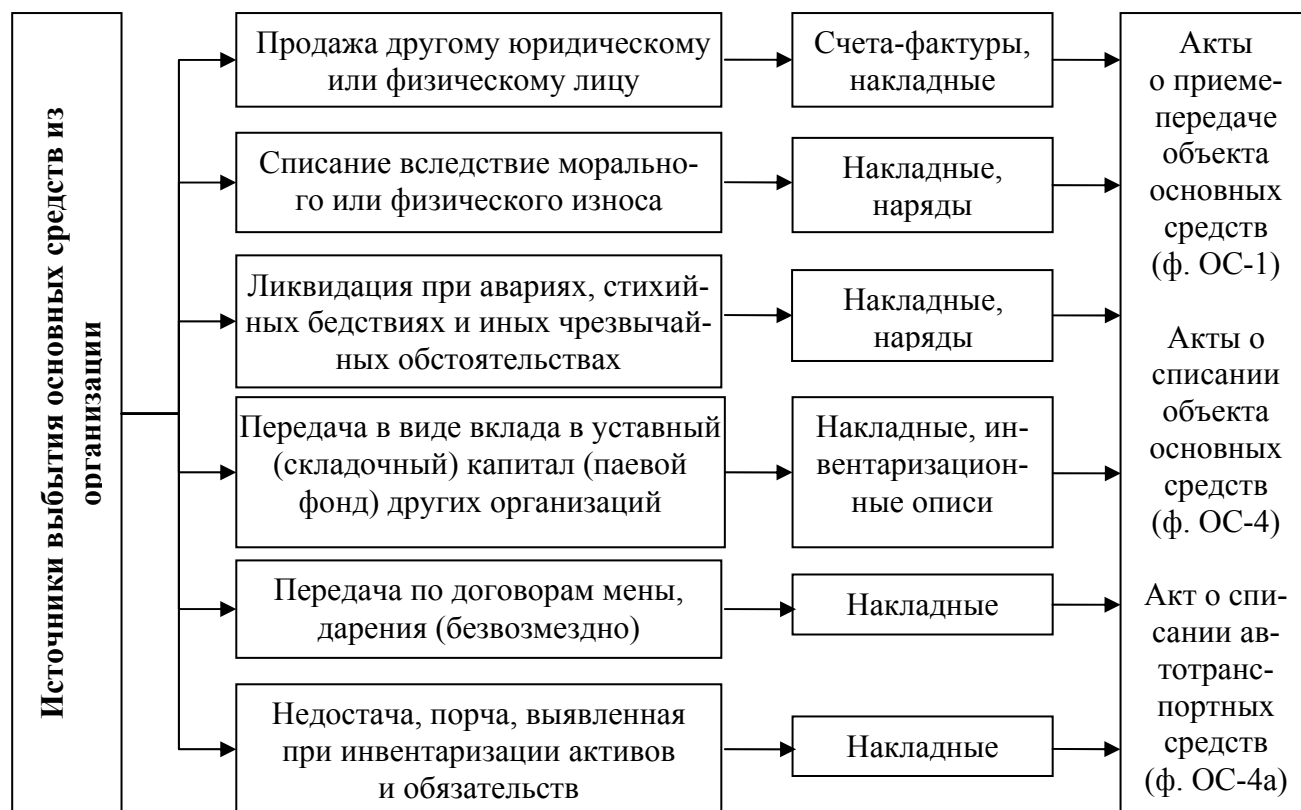 Источники выбытия основных средств из
организации
Продажа другому юридическому
или физическому лицу
Счета-фактуры,
накладные
Списание вследствие морально-
го или физического износа
Накладные,
наряды
Ликвидация при авариях, стихий-
ных бедствиях и иных чрезвычай-
ных обстоятельствах
Накладные,
наряды
Передача в виде вклада в уставный
(складочный) капитал (паевой
фонд) других организаций
Накладные, ин-
вентаризацион-
ные описи
Передача по договорам мены,
дарения (безвозмездно)
Накладные
Недостача, порча, выявленная
при инвентаризации активов
и обязательств
Накладные
Акты
о приеме-
передаче
объекта
основных
средств
(ф. ОС-1)
Акты о
списании
объекта
основных
средств
(ф. ОС-4)
Акт о спи-
сании ав-
тотранс-
портных
средств
(ф. ОС-4а)